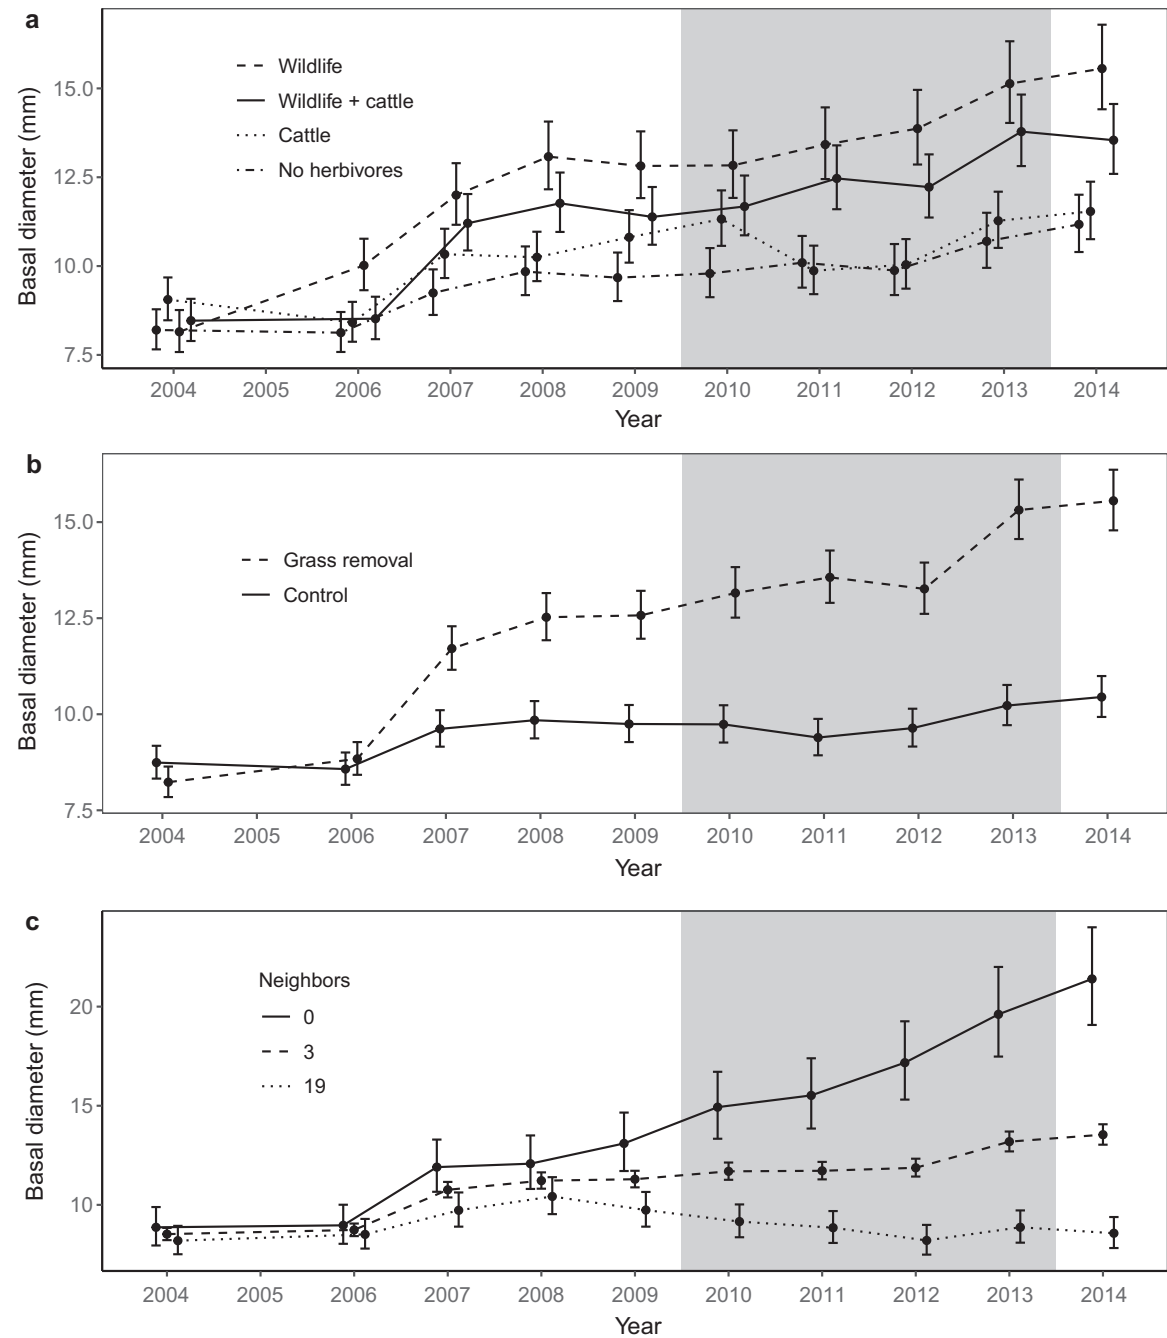 a
Wildlife
Wildlife + cattle
Cattle
No herbivores
Basal diameter (mm)
15.0
12.5
10.0
7.5
2004 2005 2006 2007 2008 2009 2010 2011 2012 2013 2014
Year
b
Grass removal
Control
Basal diameter (mm)
15.0
12.5
10.0
7.5
2004 2005 2006 2007 2008 2009 2010 2011 2012 2013 2014
Year
c
Neighbors
0
3
19
Basal diameter (mm)
20
15
10
2004 2005 2006 2007 2008 2009 2010 2011 2012 2013 2014
Year